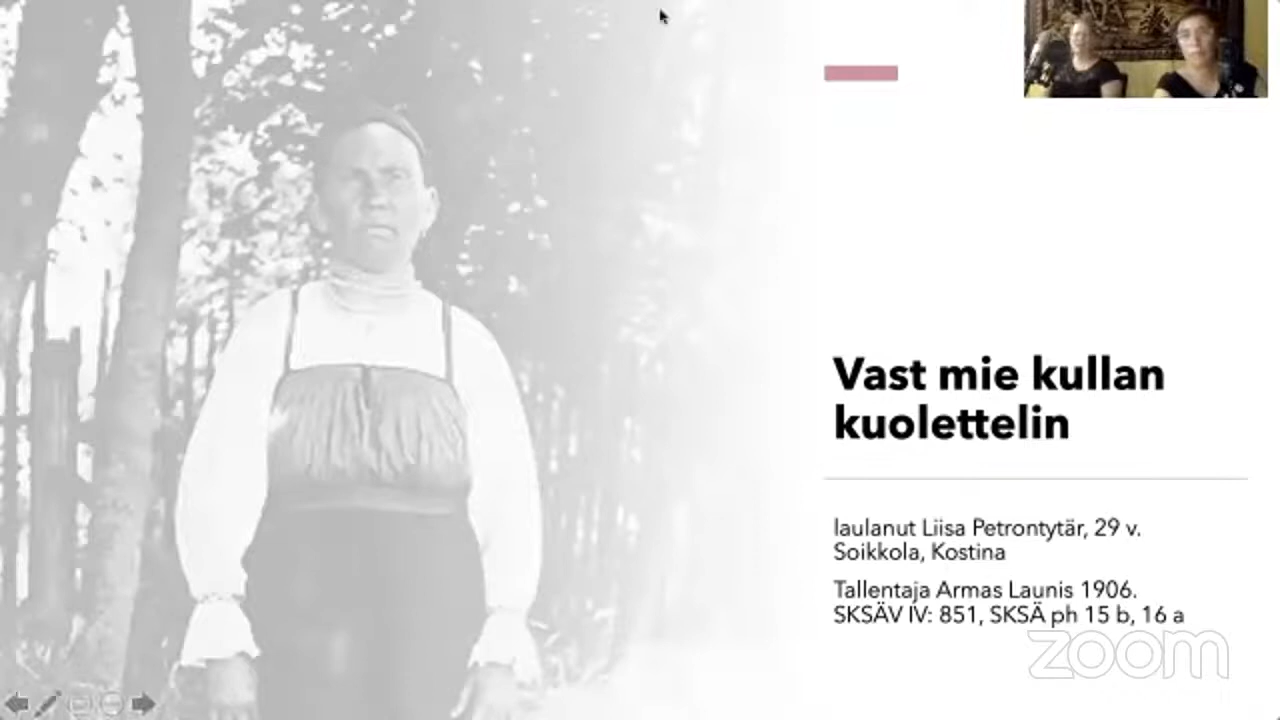 Vast mie kullan
kuolettelin
laulanut Liisa Petrontytär, 29 v.
Soikkola, Kostina
Tallentaja Armas Launis 1906.
SKSÄV IV: 851, SKSÄ ph 15 b, 16 a
zoom